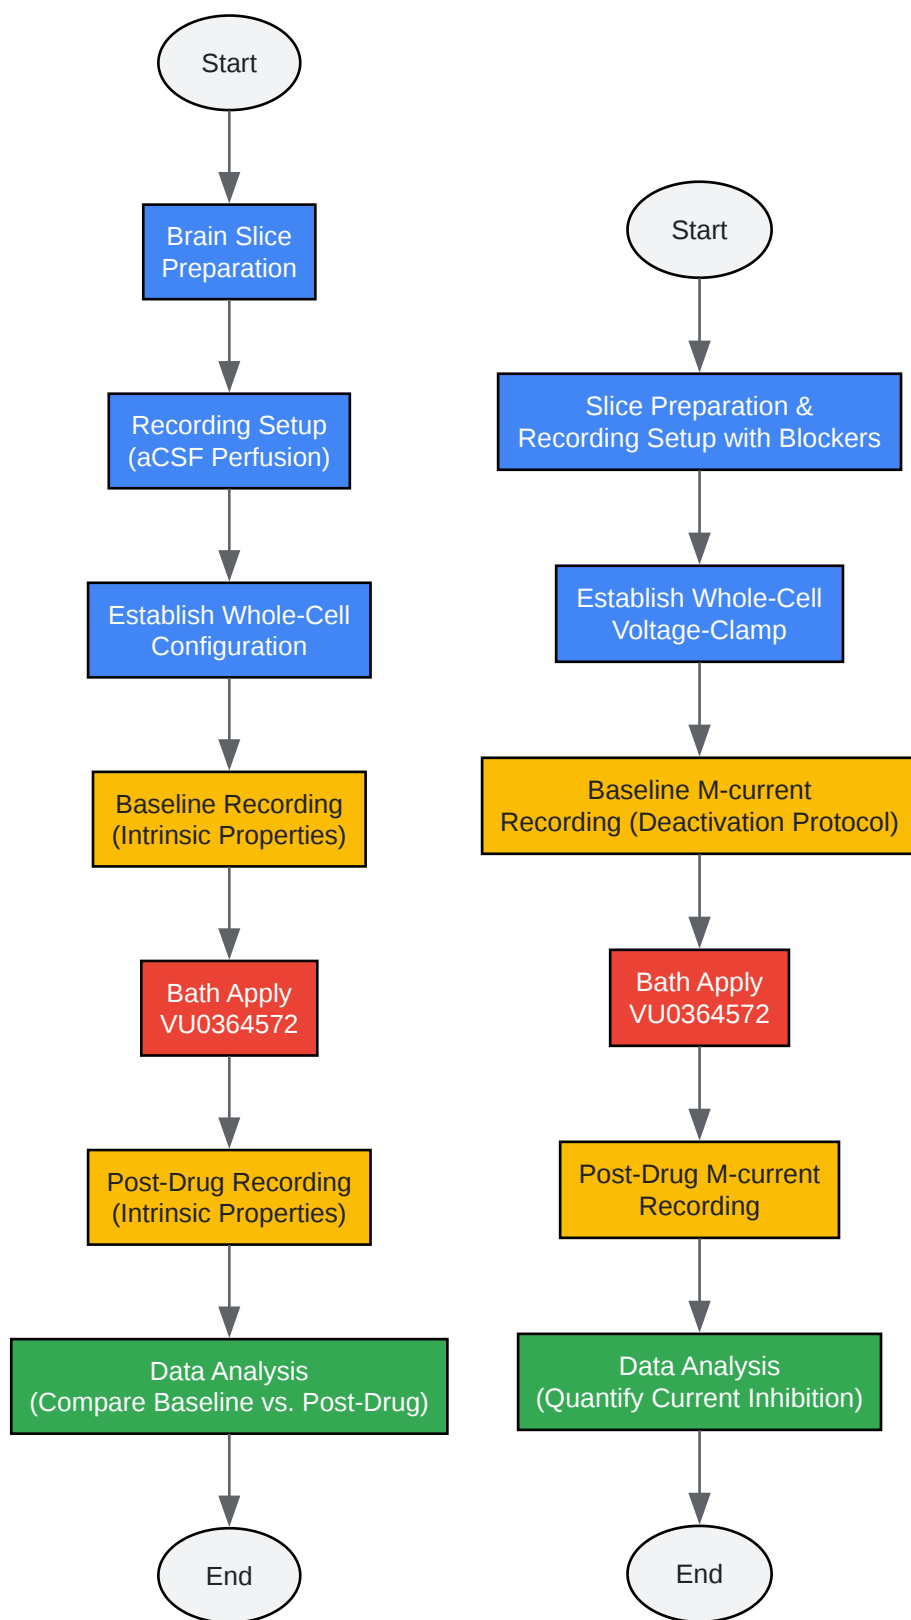 Start
Brain Slice
Preparation
Recording Setup
(aCSF Perfusion)
Establish Whole-Cell
Configuration
Baseline Recording
(Intrinsic Properties)
Bath Apply
VU0364572
Post-Drug Recording
(Intrinsic Properties)
Data Analysis
(Compare Baseline vs. Post-Drug)
End
Start
Slice Preparation &
Recording Setup with Blockers
Establish Whole-Cell
Voltage-Clamp
Baseline M-current
Recording (Deactivation Protocol)
Bath Apply
VU0364572
Post-Drug M-current
Recording
Data Analysis
(Quantify Current Inhibition)
End